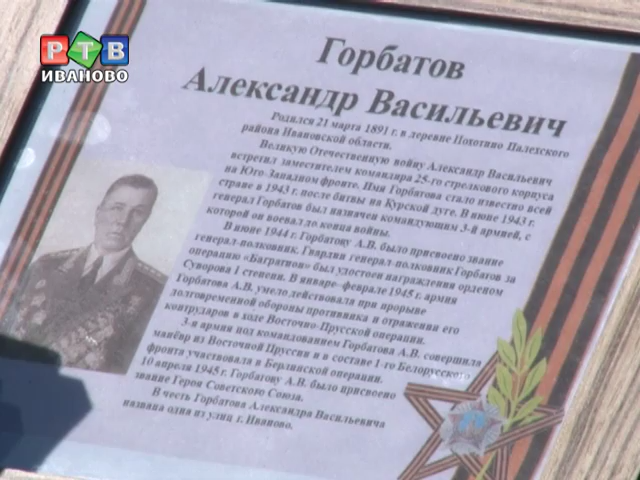 РТВ
ИВАНОВО
Горбатов
Александр Васильевич
Родился 21 марта 1891 г. в деревне Похотино Палехского
района Ивановской области.
Великую Отечественную войну Александр Васильевич
встретил заместителем командира 25-го стрелкового корпуса
на Юго-Западном фронте. Имя Горбатова стало известно всей
стране в 1943 г. после битвы на Курской дуге. В июне 1943 г.
генерал Горбатов был назначен командующим 3-й армией, с
которой он воевал до конца войны.
В июне 1944 г. Горбатову А.В. было присвоено звание
генерал-полковник. Гвардии генерал-полковник Горбатов за
операцию «Багратион» был удостоен награждения орденом
Суворова 1 степени. В январе- феврале 1945 г. армия
Горбатова А.В. умело действовала при прорыве
долговременной обороны противника и отражения его
контрударов в ходе Восточно-Прусской операции.
3-я армия под командованием Горбатова А.В. совершила
манёвр из Восточной Пруссии и в составе 1-го Белорусского
фронта участвовала в Берлинской операции.
10 апреля 1945 г. Горбатову А.В. было присвоено
звание Героя Советского Союза.
В честь Горбатова Александра Васильевича
названа одна из улиц г. Иваново.